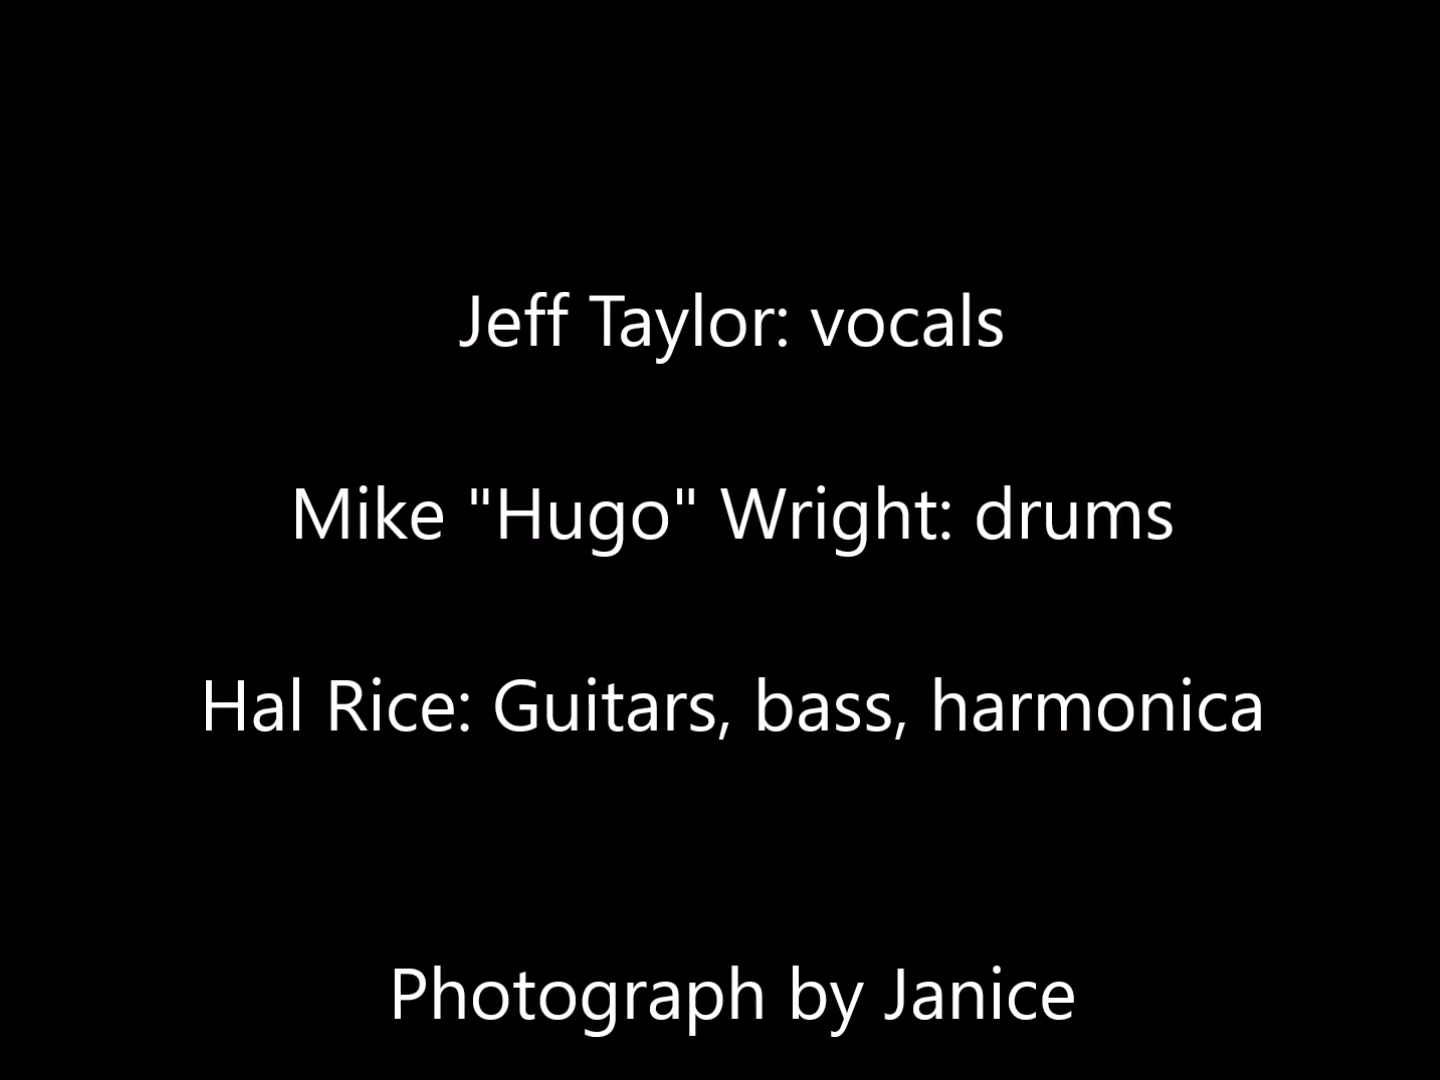 Jeff Taylor: vocals
Mike "Hugo" Wright: drums
Hal Rice: Guitars, bass, harmonica
Photograph by Janice